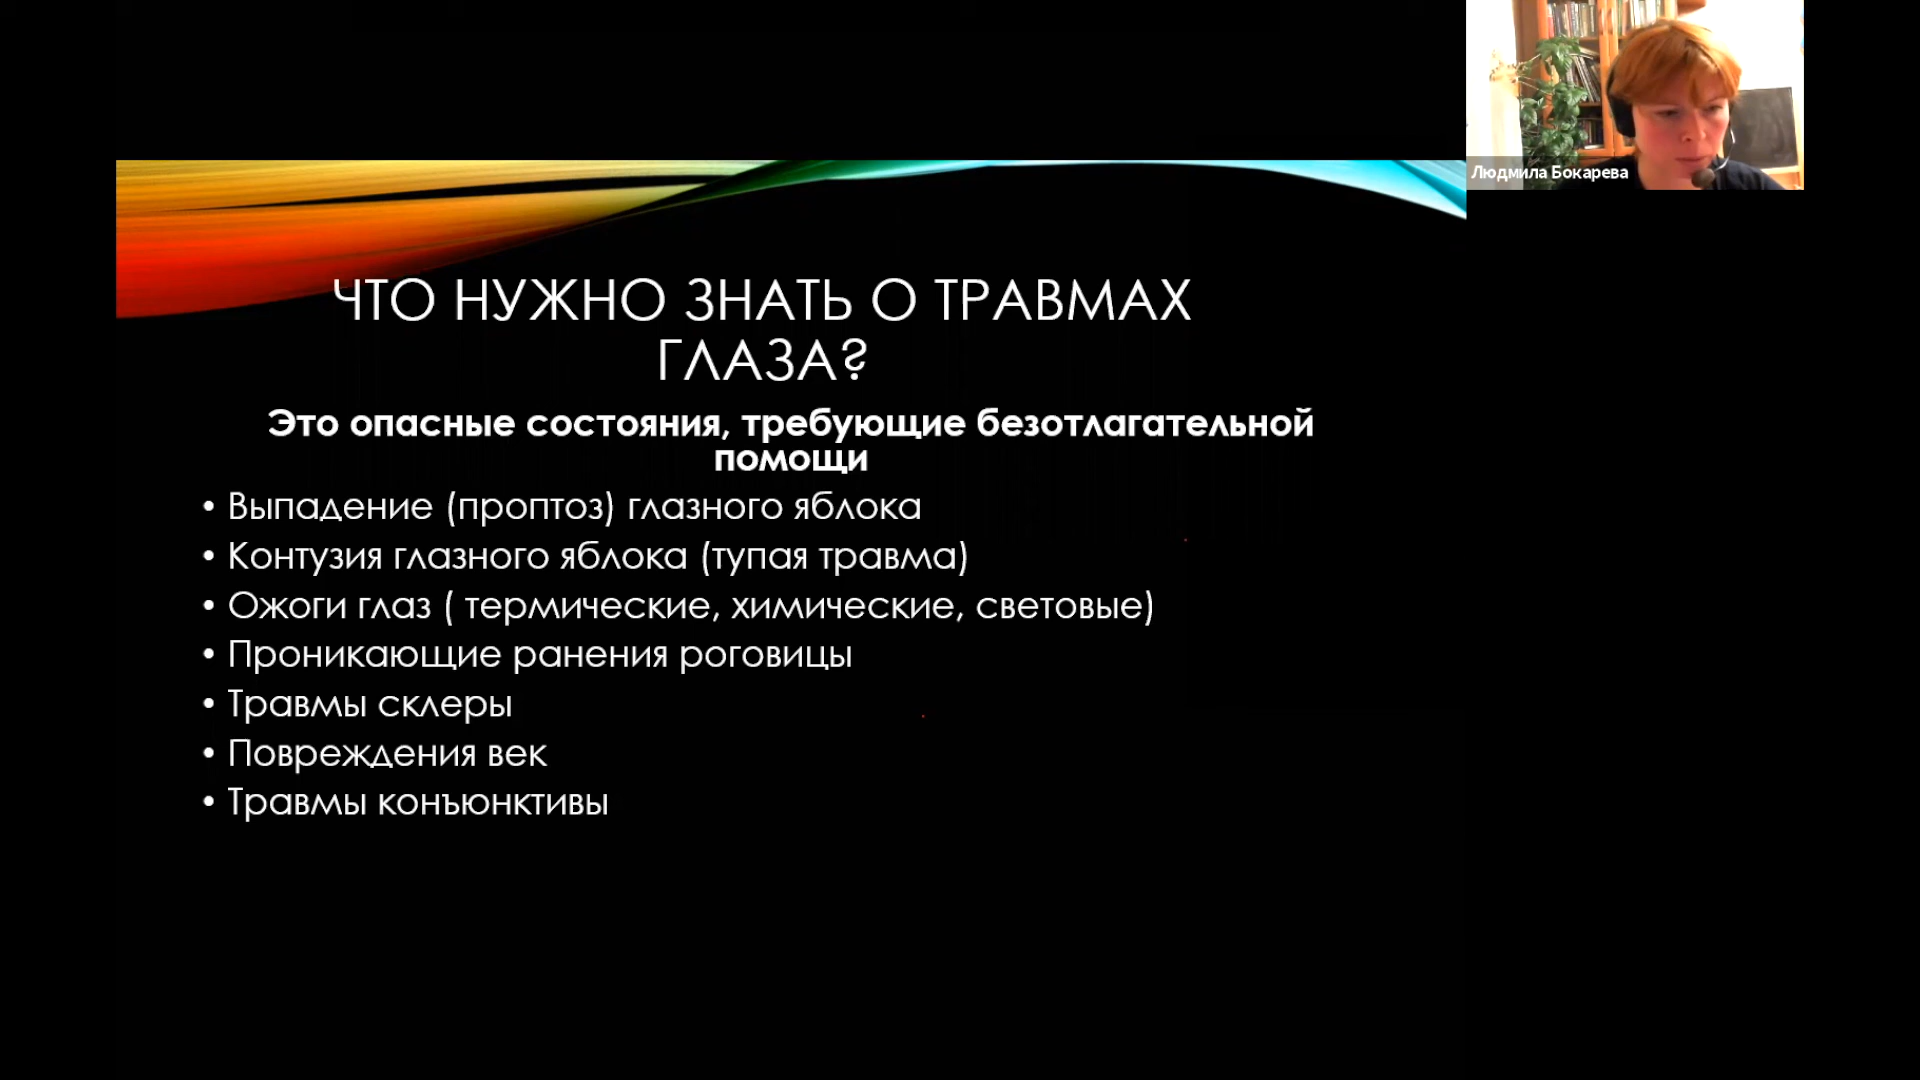 Людмила Бокарева
ЧТО НУЖНО ЗНАТЬ О ТРАВМАХ
ГЛАЗА?
Это опасные состояния, требующие безотлагательной
помощи
• Выпадение (проптоз) глазного яблока
• Контузия глазного яблока (тупая травма)
• Ожоги глаз ( термические, химические, световые)
• Проникающие ранения роговицы
• Травмы склеры
• Повреждения век
• Травмы конъюнктивы